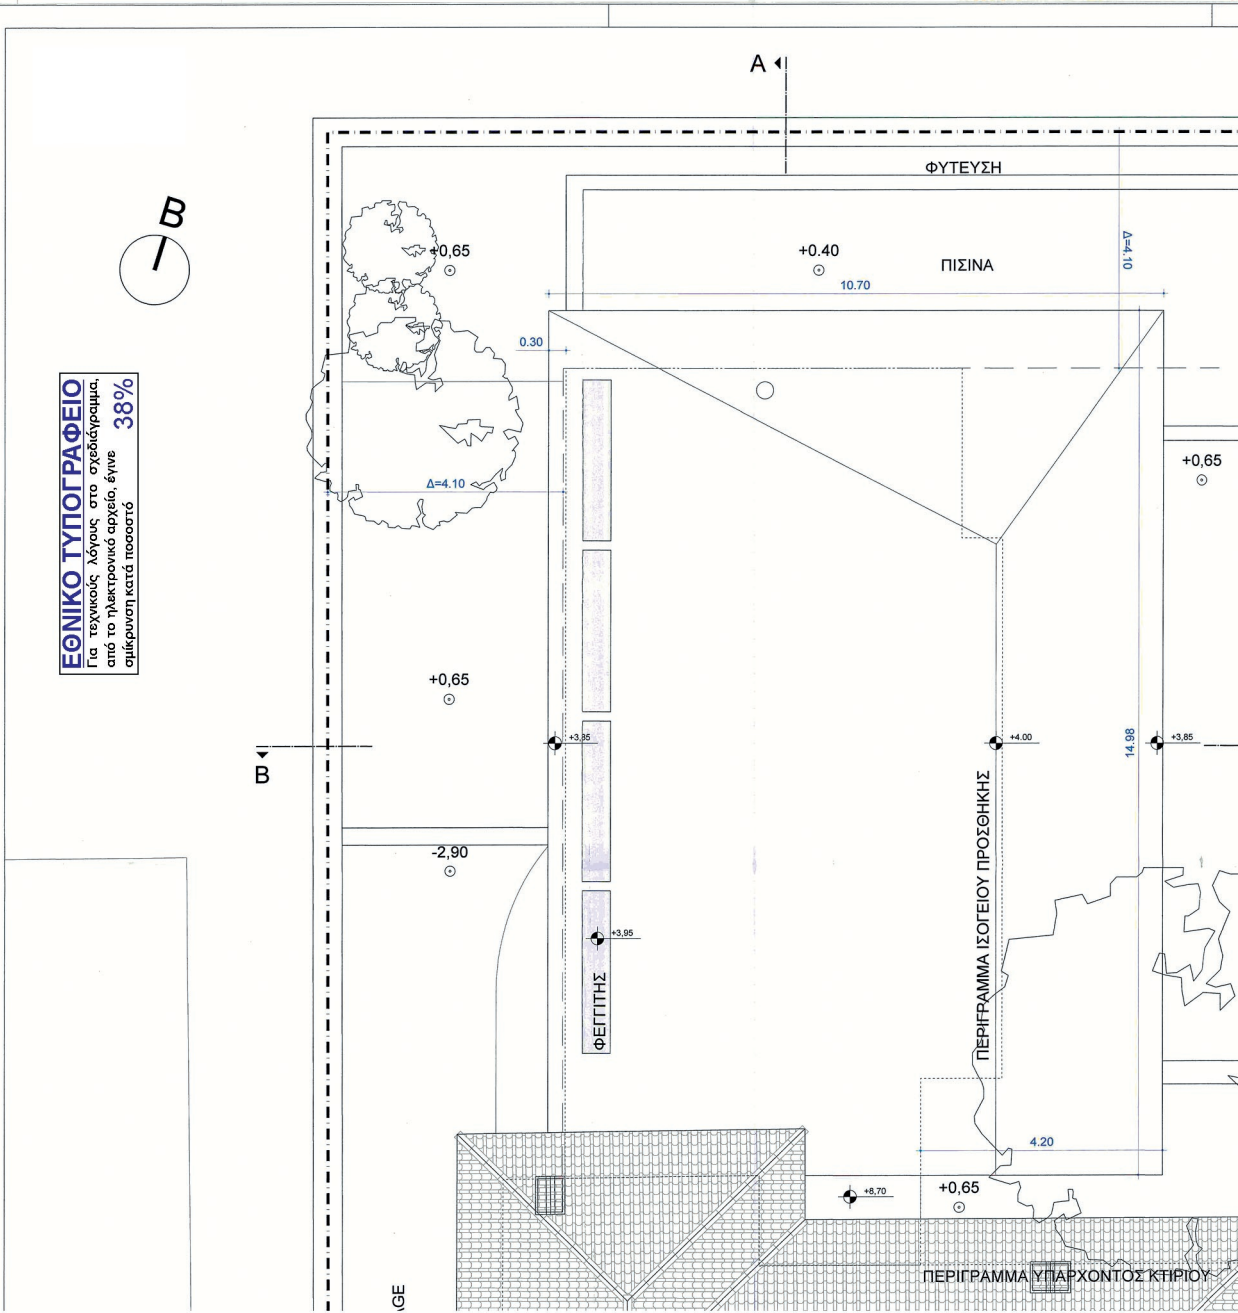 A
ΦΥΤΕΥΣΗ
B
+0,65
+0.40
ΠΙΣΙΝΑ
Δ=4.10
10.70
0.30
ΕΘΝΙΚΟ ΤΥΠΟΓΡΑΦΕΙΟ
Για τεχνικούς λόγους στο σχεδιάγραμμα,
από το ηλεκτρονικό αρχείο, έγινε 38%
σμίκρυνση κατά ποσοστό
+0,65
Δ=4.10
+0,65
+3,85
+4.00
14.98
+3,85
B
-2,90
ΠΕΡΙΓΡΑΜΜΑ ΙΣΟΓΕΙΟΥ ΠΡΟΣΘΗΚΗΣ
+3,95
ΦΕΓΓΙΤΗΣ
4.20
+8,70
+0,65
ΠΕΡΙΓΡΑΜΜΑ ΥΠΑΡΧΟΝΤΟΣ ΚΤΙΡΙΟΥ